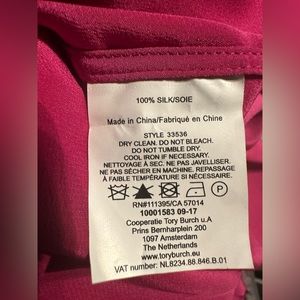 100% SILK/SOIE
Made in China/Fabriqué en Chine
STYLE 33536
DRY CLEAN. DO NOT BLEACH.
DO NOT TUMBLE DRY.
COOL IRON IF NECESSARY.
NETTOYAGE À SEC. NE PAS JAVELLISER.
NE PAS SÉCHER EN MACHINE. REPASSAGE
À FAIBLE TEMPÉRATURE SI NÉCESSAIRE.
RN#111395/CA 57014
10001583 09-17
Cooperatie Tory Burch u.A
Prins Bernhardplein 200
1097 Amsterdam
The Netherlands
www.toryburch.com
VAT number: NL8234.88.846.B.01